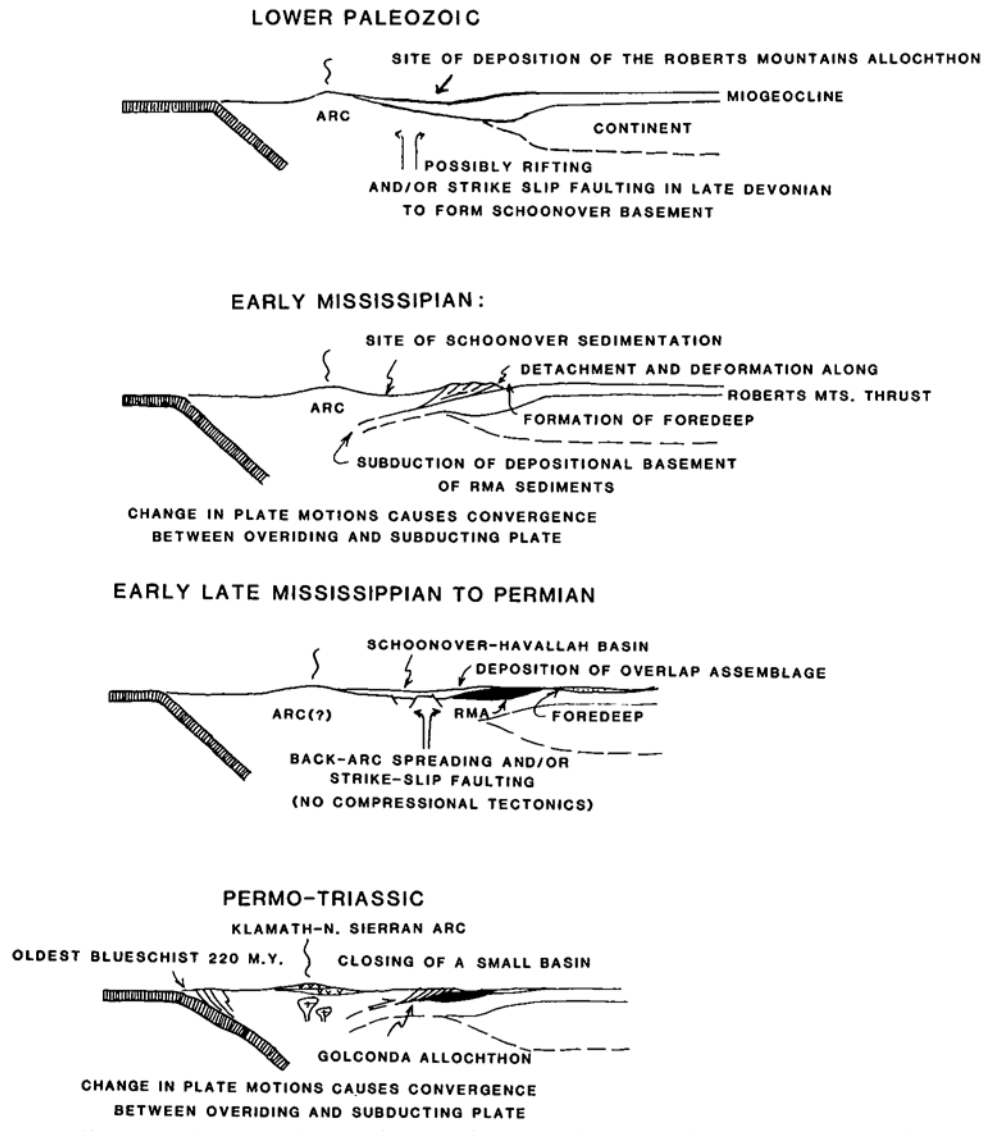 LOWER PALEOZOIC
SITE OF DEPOSITION OF THE ROBERTS MOUNTAINS ALLOCHTHON
MIOGEOCLINE
ARC
CONTINENT
POSSIBLY RIFTING
AND/OR STRIKE SLIP FAULTING IN LATE DEVONIAN
TO FORM SCHOONOVER BASEMENT
EARLY MISSISSIPIAN:
SITE OF SCHOONOVER SEDIMENTATION
DETACHMENT AND DEFORMATION ALONG
ROBERTS MTS. THRUST
ARC
FORMATION OF FOREDEEP
SUBDUCTION OF DEPOSITIONAL BASEMENT
OF RMA SEDIMENTS
CHANGE IN PLATE MOTIONS CAUSES CONVERGENCE
BETWEEN OVERIDING AND SUBDUCTING PLATE
EARLY LATE MISSISSIPPIAN TO PERMIAN
SCHOONOVER-HAVALLAH BASIN
DEPOSITION OF OVERLAP ASSEMBLAGE
ARC(?)
RMA
FOREDEEP
BACK-ARC SPREADING AND/OR
STRIKE-SLIP FAULTING
(NO COMPRESSIONAL TECTONICS)
PERMO-TRIASSIC
KLAMATH-N. SIERRAN ARC
OLDEST BLUESCHIST 220 M.Y.
CLOSING OF A SMALL BASIN
GOLCONDA ALLOCHTHON
CHANGE IN PLATE MOTIONS CAUSES CONVERGENCE
BETWEEN OVERIDING AND SUBDUCTING PLATE